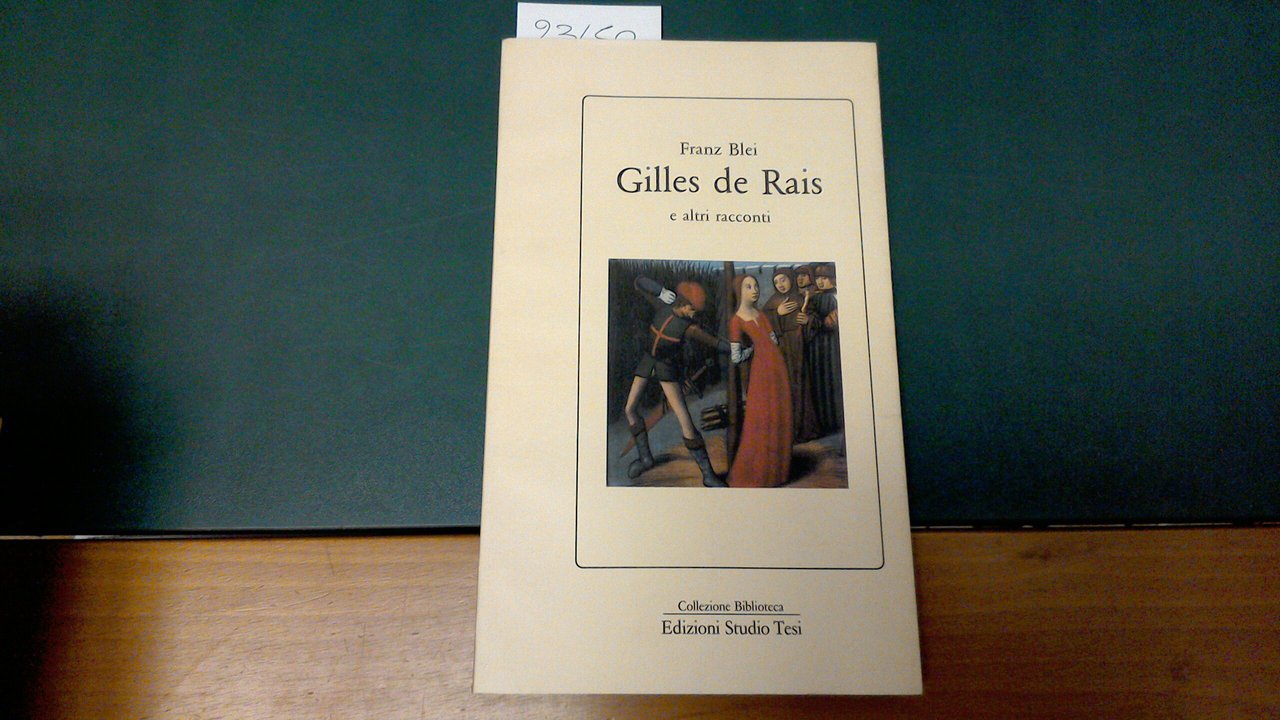 Franz Blei
Gilles de Rais
e altri racconti
Collezione Biblioteca
Edizioni Studio Tesi